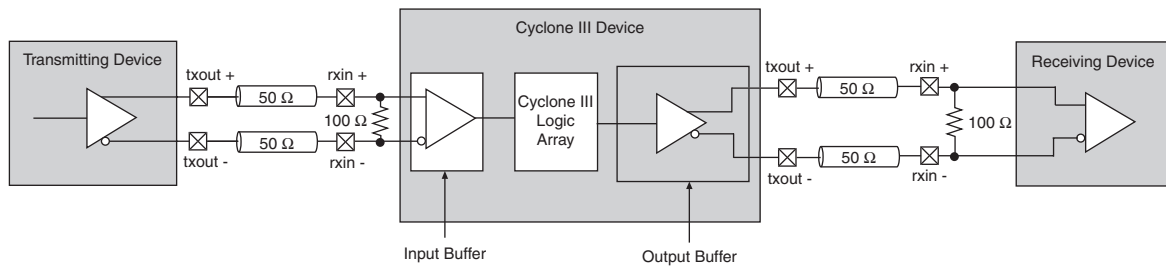 Cyclone III Device
Transmitting Device
Receiving Device
txout +
rxin +
txout +
rxin +
50 Ω
50 Ω
100 Ω
Cyclone III
Logic
Array
100 Ω
50 Ω
50 Ω
txout -
rxin -
txout -
rxin -
Input Buffer
Output Buffer